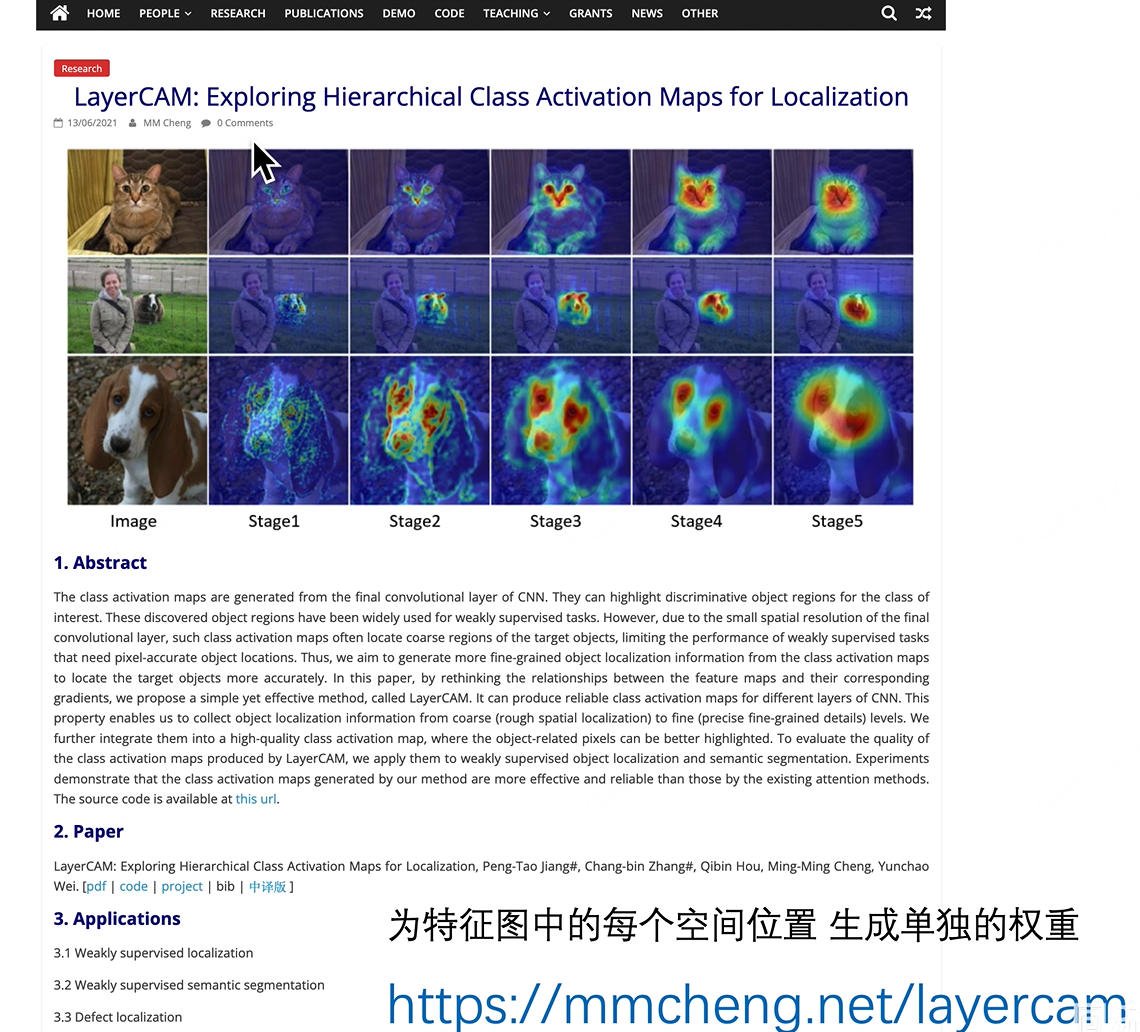 HOME PEOPLE RESEARCH PUBLICATIONS DEMO CODE TEACHING GRANTS NEWS OTHER
Research
LayerCAM: Exploring Hierarchical Class Activation Maps for Localization
13/06/2021 MM Cheng 0 Comments
Image Stage1 Stage2 Stage3 Stage4 Stage5
1. Abstract
The class activation maps are generated from the final convolutional layer of CNN. They can highlight discriminative object regions for the class of
interest. These discovered object regions have been widely used for weakly supervised tasks. However, due to the small spatial resolution of the final
convolutional layer, such class activation maps often locate coarse regions of the target objects, limiting the performance of weakly supervised tasks
that need pixel-accurate object locations. Thus, we aim to generate more fine-grained object localization information from the class activation maps
to locate the target objects more accurately. In this paper, by rethinking the relationships between the feature maps and their corresponding
gradients, we propose a simple yet effective method, called LayerCAM. It can produce reliable class activation maps for different layers of CNN. This
property enables us to collect object localization information from coarse (rough spatial localization) to fine (precise fine-grained details) levels. We
further integrate them into a high-quality class activation map, where the object-related pixels can be better highlighted. To evaluate the quality of
the class activation maps produced by LayerCAM, we apply them to weakly supervised object localization and semantic segmentation. Experiments
demonstrate that the class activation maps generated by our method are more effective and reliable than those by the existing attention methods.
The source code is available at this url.
2. Paper
LayerCAM: Exploring Hierarchical Class Activation Maps for Localization, Peng-Tao Jiang#, Chang-bin Zhang#, Qibin Hou, Ming-Ming Cheng, Yunchao
Wei. [pdf | code | project | bib | 中译版 ]
3. Applications
为特征图中的每个空间位置 生成单独的权重
3.1 Weakly supervised localization
3.2 Weakly supervised semantic segmentation
https://mmcheng.net/layercam
3.3 Defect localization